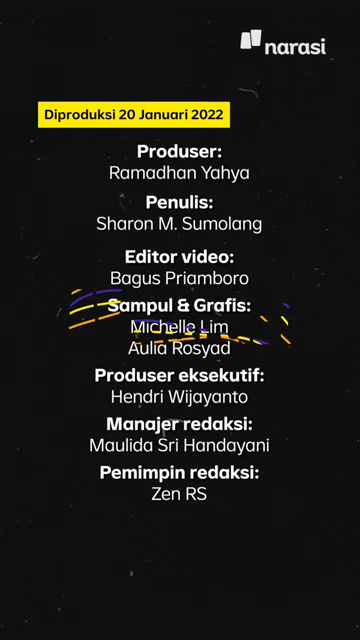 narasi
Diproduksi 20 Januari 2022
Produser:
Ramadhan Yahya
Penulis:
Sharon M. Sumolang
Editor video:
Bagus Priamboro
Sampul & Grafis:
Michelle Lim
Aulia Rosyad
Produser eksekutif:
Hendri Wijayanto
Manajer redaksi:
Maulida Sri Handayani
Pemimpin redaksi:
Zen RS